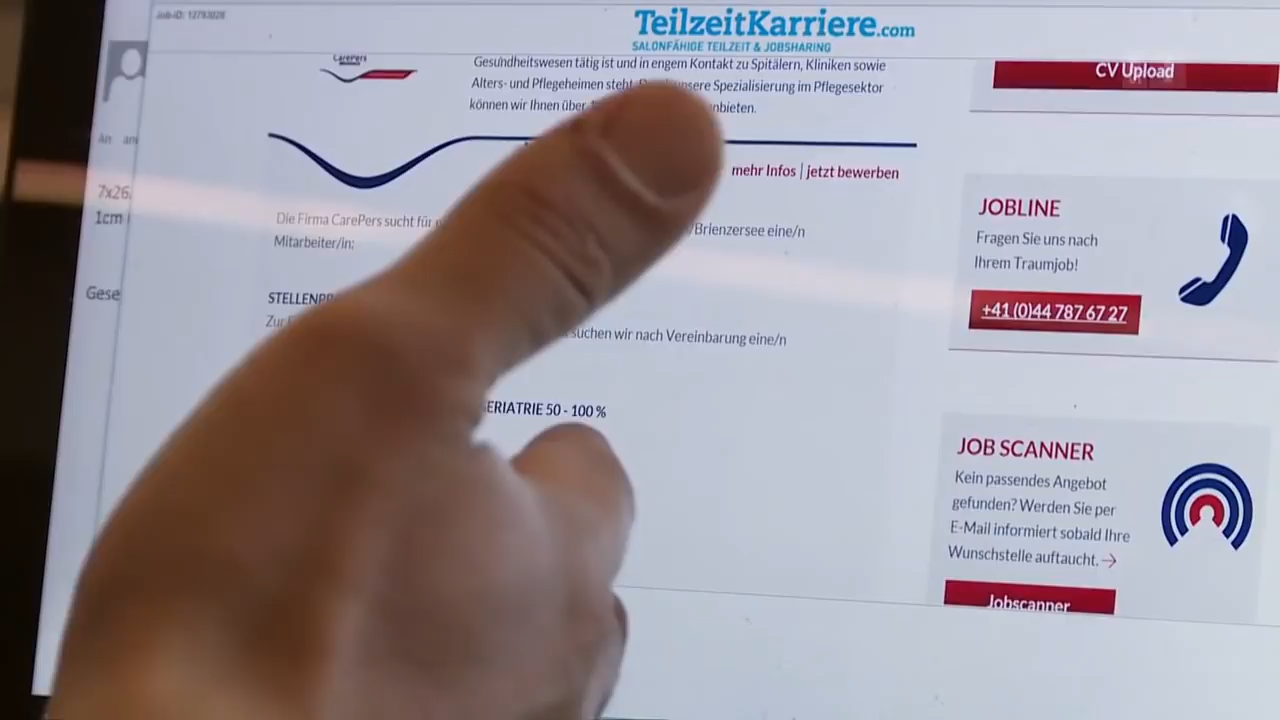 Job-ID: 12793028
TeilzeitKarriere.com
SALONFÄHIGE TEILZEIT & JOBSHARING
CarePers
Gesundheitswesen tätig ist und in engem Kontakt zu Spitälern, Kliniken sowie
Alters- und Pflegeheimen steht. unsere Spezialisierung im Pflegesektor
können wir Ihnen über nbieten.
mehr Infos | jetzt bewerben
Die Firma CarePers sucht für /Brienzersee eine/n
Mitarbeiter/in:
STELLENPR
Zur suchen wir nach Vereinbarung eine/n
ERIATRIE 50 - 100 %
An
7x26
1cm
Gese
CV Upload
JOBLINE
Fragen Sie uns nach
Ihrem Traumjob!
+41 (0)44 787 67 27
JOB SCANNER
Kein passendes Angebot
gefunden? Werden Sie per
E-Mail informiert sobald Ihre
Wunschstelle auftaucht. →
Jobscanner